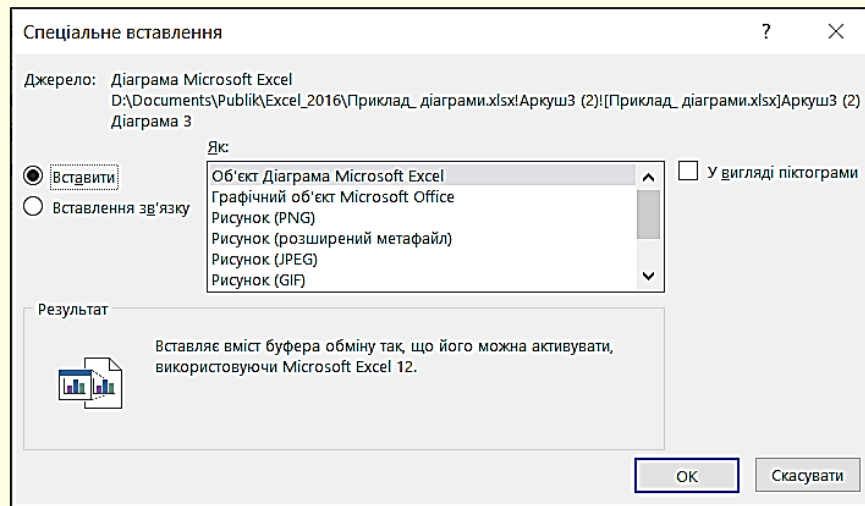 Спеціальне вставлення ?
Джерело: Діаграма Microsoft Excel
D:\Documents\Publik\Excel_2016\Приклад_ діаграми.xlsx!Аркуш3 (2)![Приклад_ діаграми.xlsx]Аркуш3 (2)
Діаграма 3
Як:
Вставити
Вставлення зв'язку
Об'єкт Діаграма Microsoft Excel
Графічний об'єкт Microsoft Office
Рисунок (PNG)
Рисунок (розширений метафайл)
Рисунок (JPEG)
Рисунок (GIF)
У вигляді піктограми
Результат
Вставляє вміст буфера обміну так, що його можна активувати,
використовуючи Microsoft Excel 12.
ОК
Скасувати